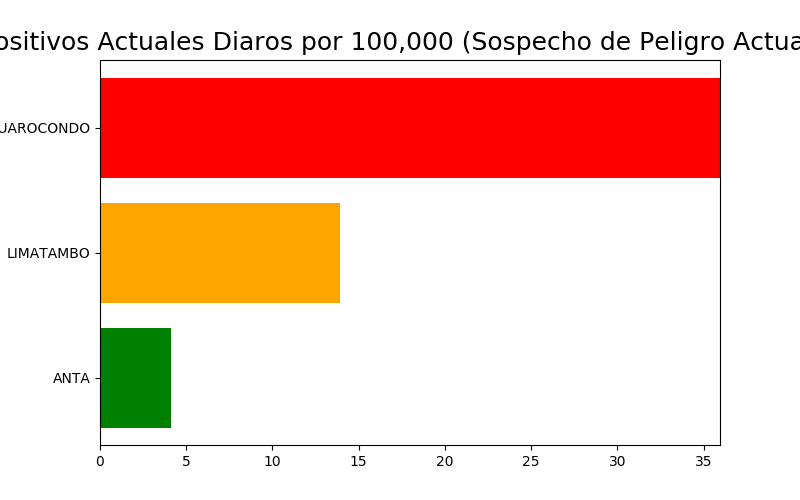 ositivos Actuales Diaros por 100,000 (Sospecho de Peligro Actua
UAROCONDO
LIMATAMBO
ANTA
0 5 10 15 20 25 30 35